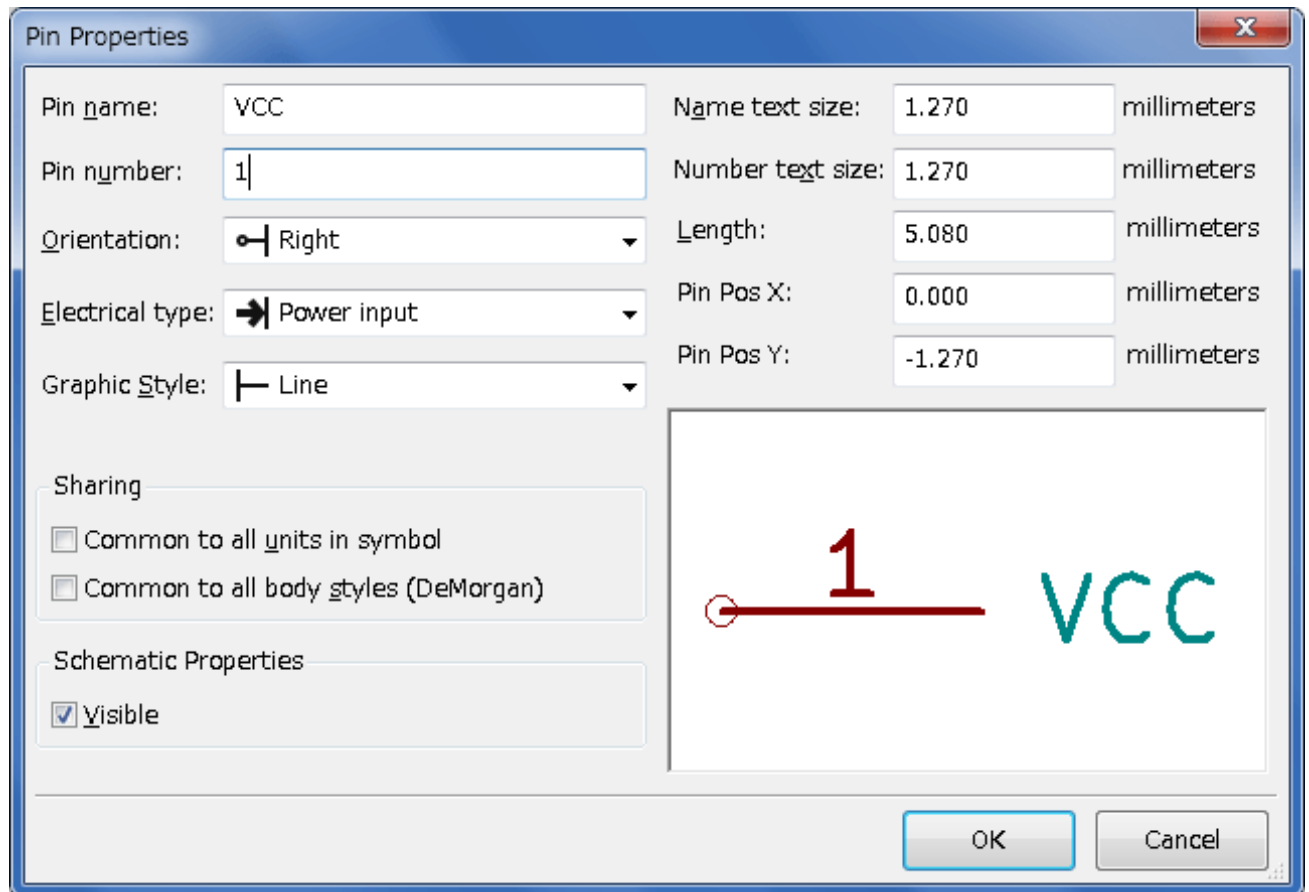 Pin Properties
Pin name: VCC
Pin number: 1
Orientation: Right
Electrical type: Power input
Graphic Style: Line
Sharing
Common to all units in symbol
Common to all body styles (DeMorgan)
Schematic Properties
Visible
Name text size: 1.270 millimeters
Number text size: 1.270 millimeters
Length: 5.080 millimeters
Pin Pos X: 0.000 millimeters
Pin Pos Y: -1.270 millimeters
1 VCC
OK Cancel